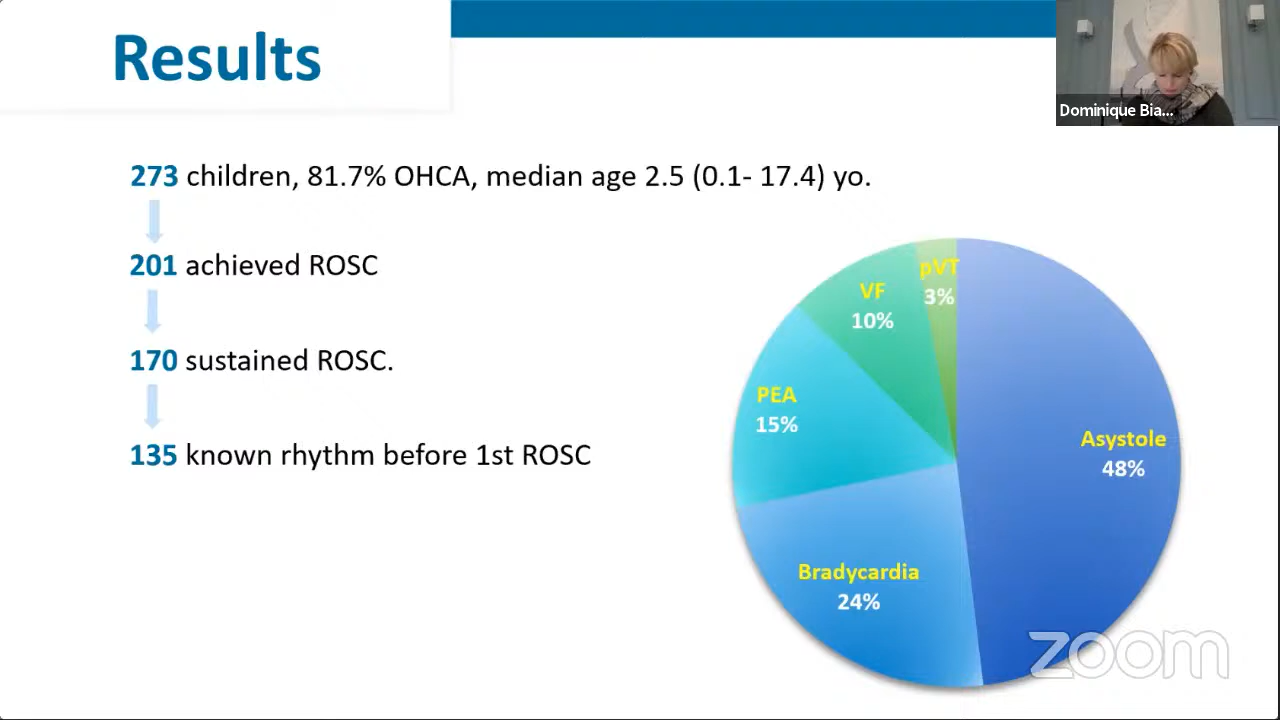 Results
Dominique Bia...
273 children, 81.7% OHCA, median age 2.5 (0.1- 17.4) yo.
201 achieved ROSC
170 sustained ROSC.
135 known rhythm before 1st ROSC
pVT
3%
VF
10%
PEA
15%
Asystole
48%
Bradycardia
24%
zoom